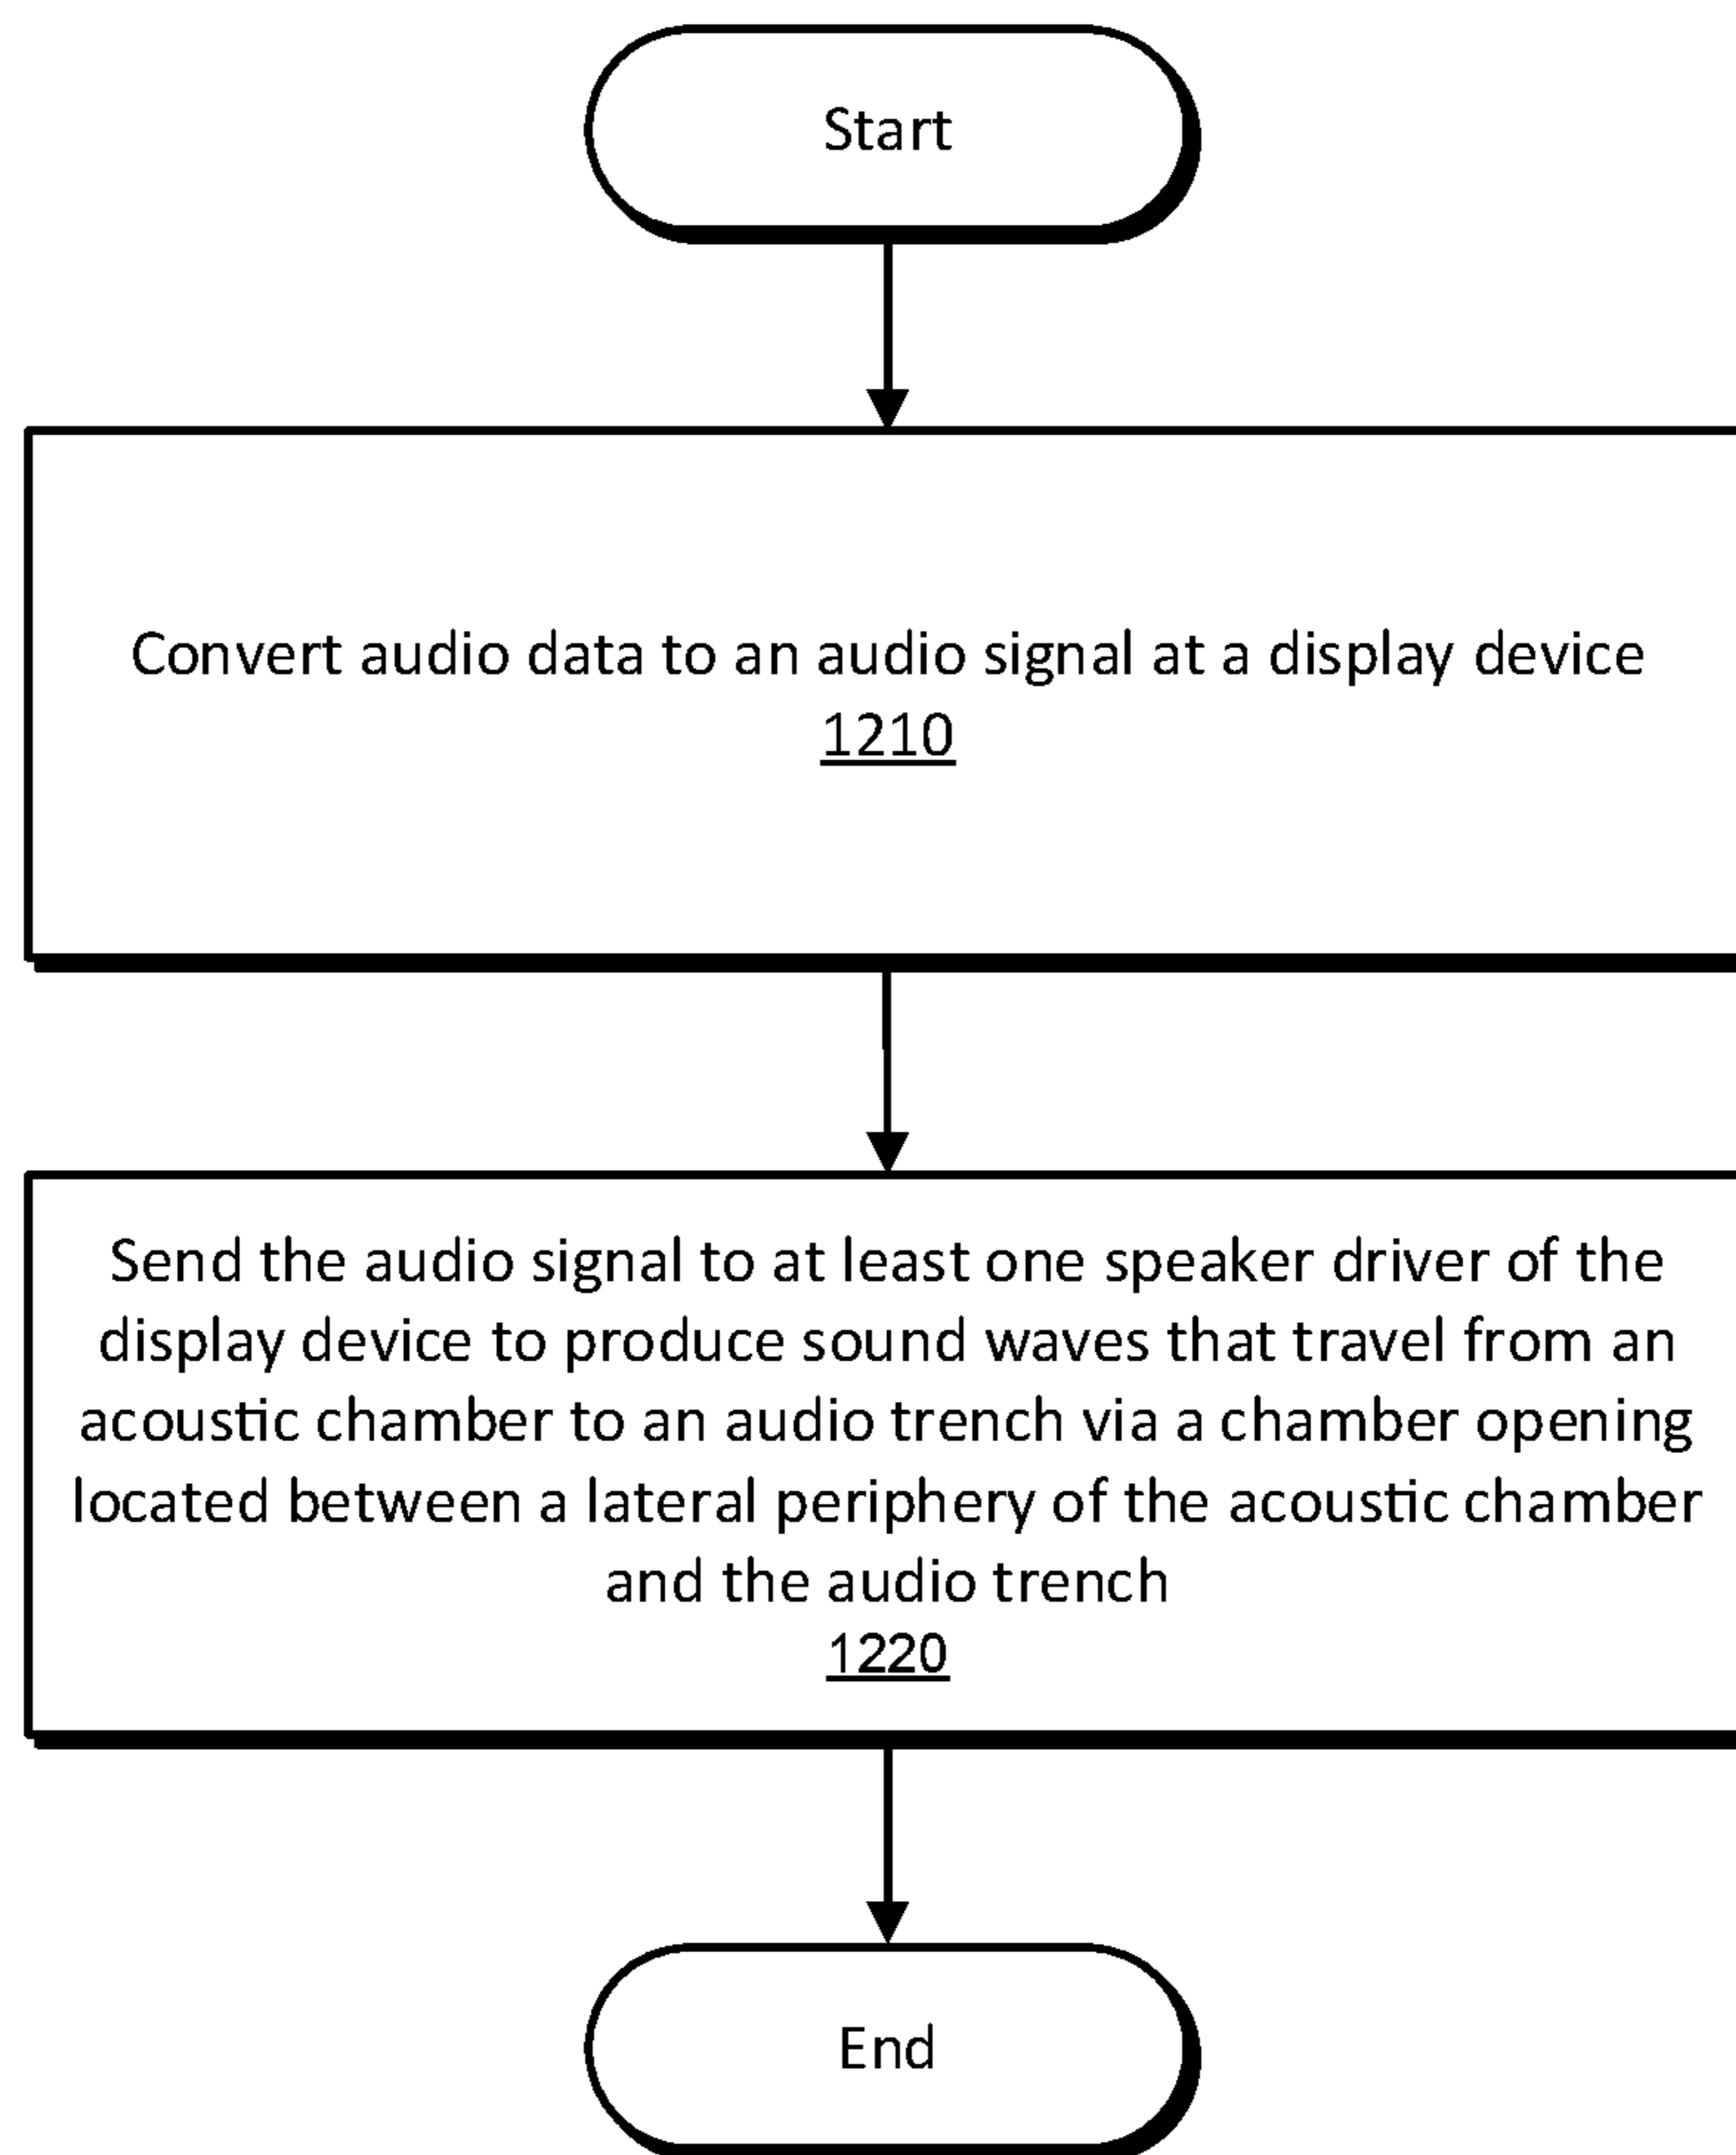 Start
Convert audio data to an audio signal at a display device
1210
Send the audio signal to at least one speaker driver of the
display device to produce sound waves that travel from an
acoustic chamber to an audio trench via a chamber opening
located between a lateral periphery of the acoustic chamber
and the audio trench
1220
End